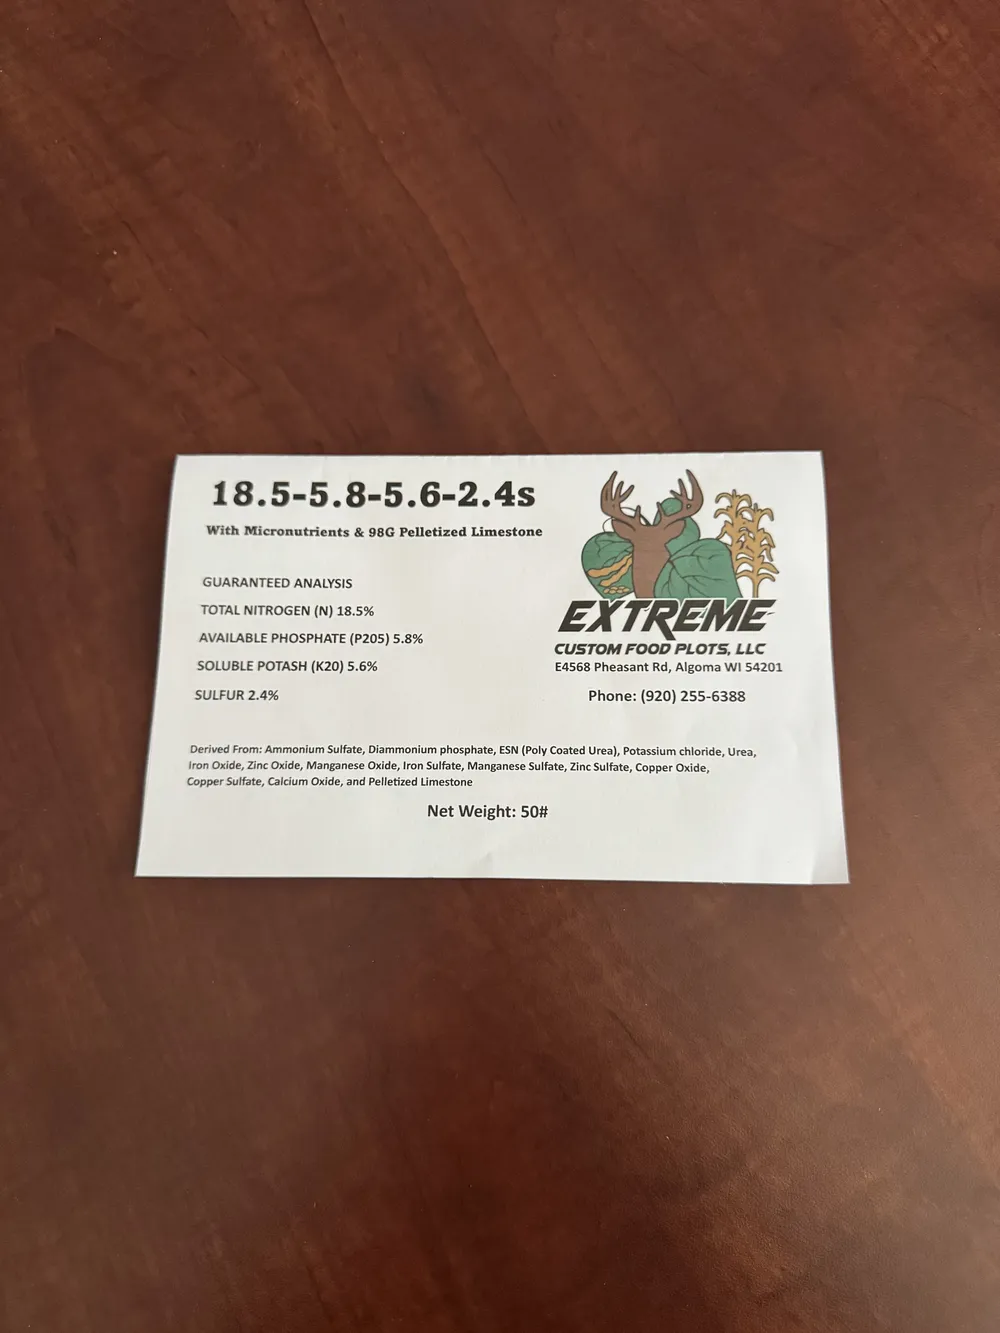 18.5-5.8-5.6-2.4s
With Micronutrients & 98G Pelletized Limestone
GUARANTEED ANALYSIS
TOTAL NITROGEN (N) 18.5%
AVAILABLE PHOSPHATE (P205) 5.8%
SOLUBLE POTASH (K20) 5.6%
SULFUR 2.4%
EXTREME
CUSTOM FOOD PLOTS, LLC
E4568 Pheasant Rd, Algoma WI 54201
Phone: (920) 255-6388
Derived From: Ammonium Sulfate, Diammonium phosphate, ESN (Poly Coated Urea), Potassium chloride, Urea,
Iron Oxide, Zinc Oxide, Manganese Oxide, Iron Sulfate, Manganese Sulfate, Zinc Sulfate, Copper Oxide,
Copper Sulfate, Calcium Oxide, and Pelletized Limestone
Net Weight: 50#